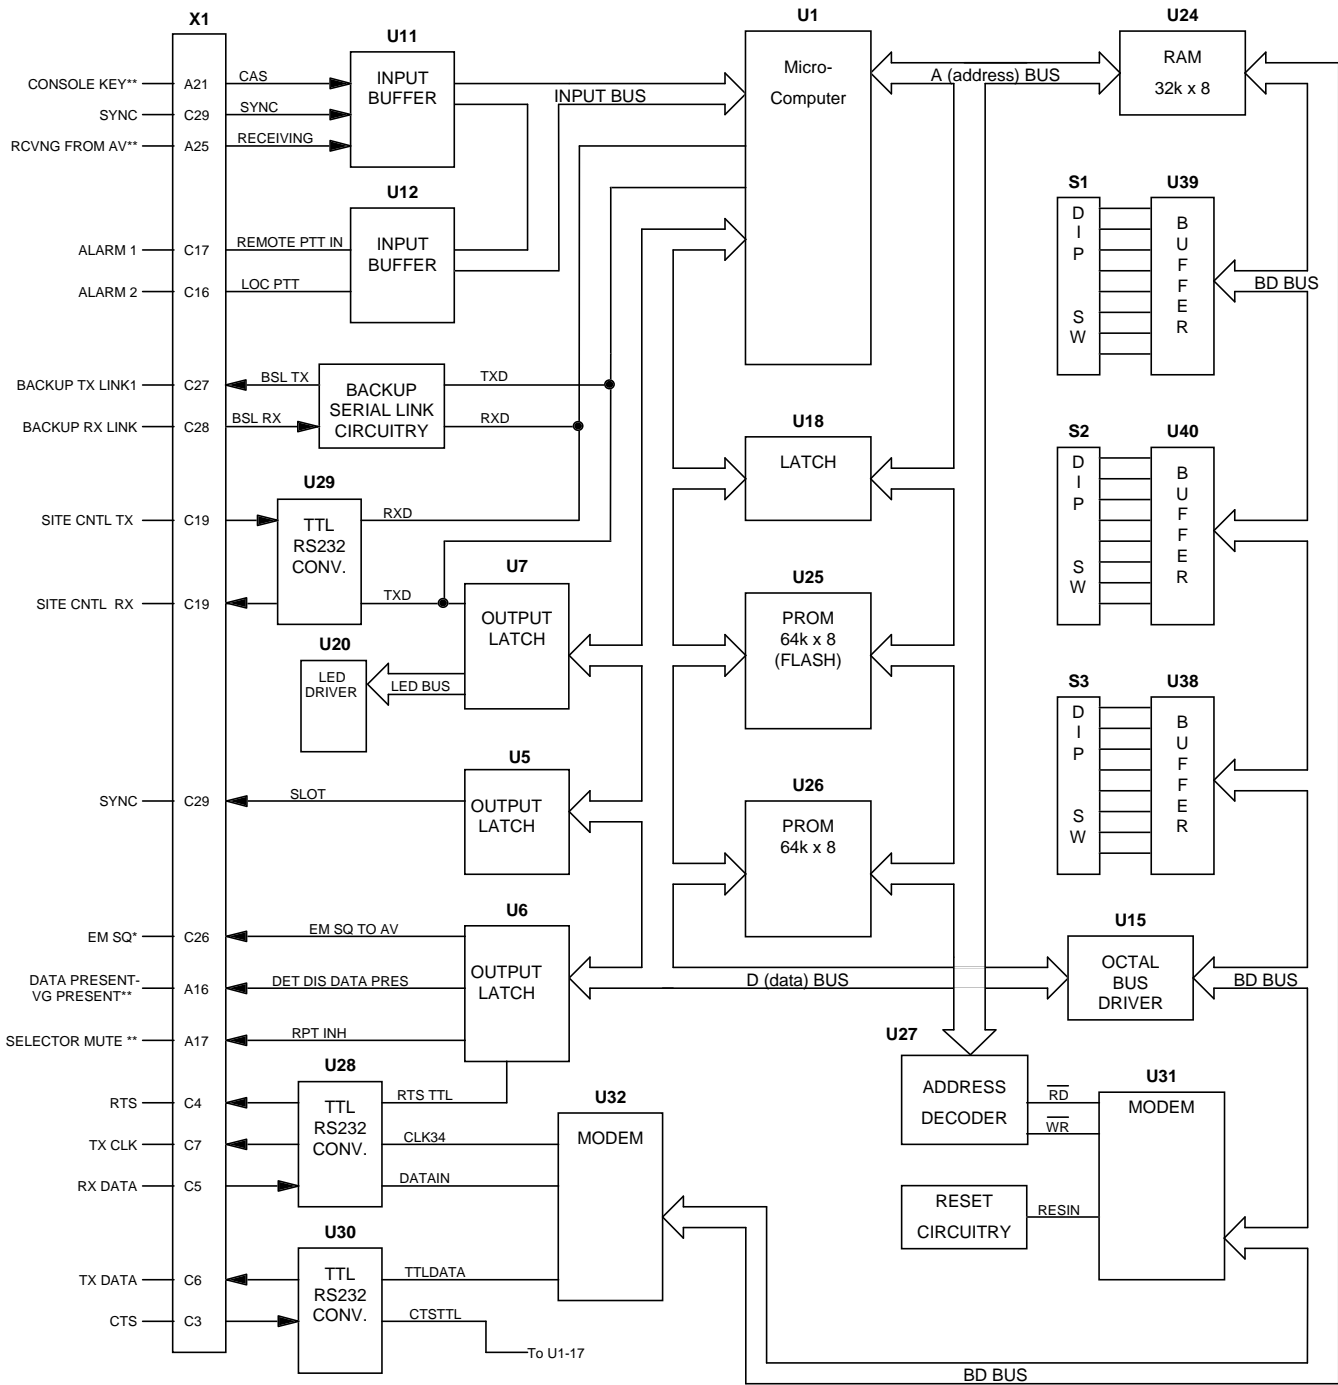 X1
U1
U24
U11
CONSOLE KEY**
A21
CAS
INPUT
BUFFER
INPUT BUS
Micro-
Computer
A (address) BUS
RAM
32k x 8
SYNC
C29
SYNC
RCVNG FROM AV**
A25
RECEIVING
U12
S1
U39
ALARM 1
C17
REMOTE PTT IN
INPUT
BUFFER
ALARM 2
C16
LOC PTT
D
I
P
S
W
B
U
F
F
E
R
BD BUS
BACKUP TX LINK1
C27
BSL TX
BACKUP
SERIAL LINK
CIRCUITRY
TXD
BACKUP RX LINK
C28
BSL RX
RXD
U18
LATCH
S2
U40
D
I
P
S
W
B
U
F
F
E
R
U29
SITE CNTL TX
C19
TTL
RS232
CONV.
RXD
SITE CNTL  RX
C19
TXD
U7
OUTPUT
LATCH
U25
PROM
64k x 8
(FLASH)
U20
LED
DRIVER
LED BUS
S3
U38
D
I
P
S
W
B
U
F
F
E
R
U5
SYNC
C29
SLOT
OUTPUT
LATCH
U26
PROM
64k x 8
U6
EM SQ*
C26
EM SQ TO AV
OUTPUT
LATCH
DATA PRESENT-
VG PRESENT**
A16
DET DIS DATA PRES
D (data) BUS
U15
OCTAL
BUS
DRIVER
BD BUS
SELECTOR MUTE **
A17
RPT INH
U27
ADDRESS
DECODER
RD
WR
U31
MODEM
U28
RTS
C4
TTL
RS232
CONV.
RTS TTL
U32
MODEM
TX CLK
C7
CLK34
RX DATA
C5
DATAIN
RESET
CIRCUITRY
RESIN
U30
TX DATA
C6
TTL
RS232
CONV.
TTLDATA
CTS
C3
CTSTTL
To U1-17
BD BUS